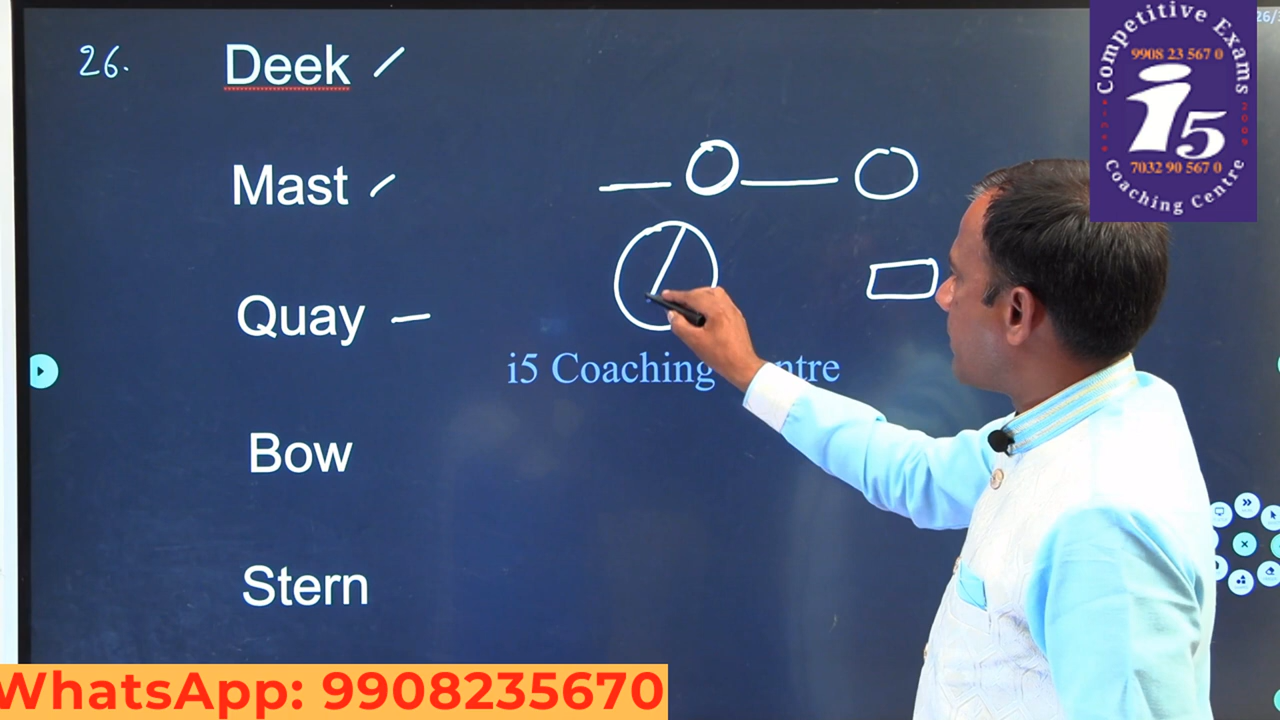 26.
Deek
Mast
Quay
Bow
Stern
i5 Coaching
Competitive Exams
9908 23 567 0
i5
7032 90 567 0
Coaching Centre
26/
WhatsApp: 9908235670